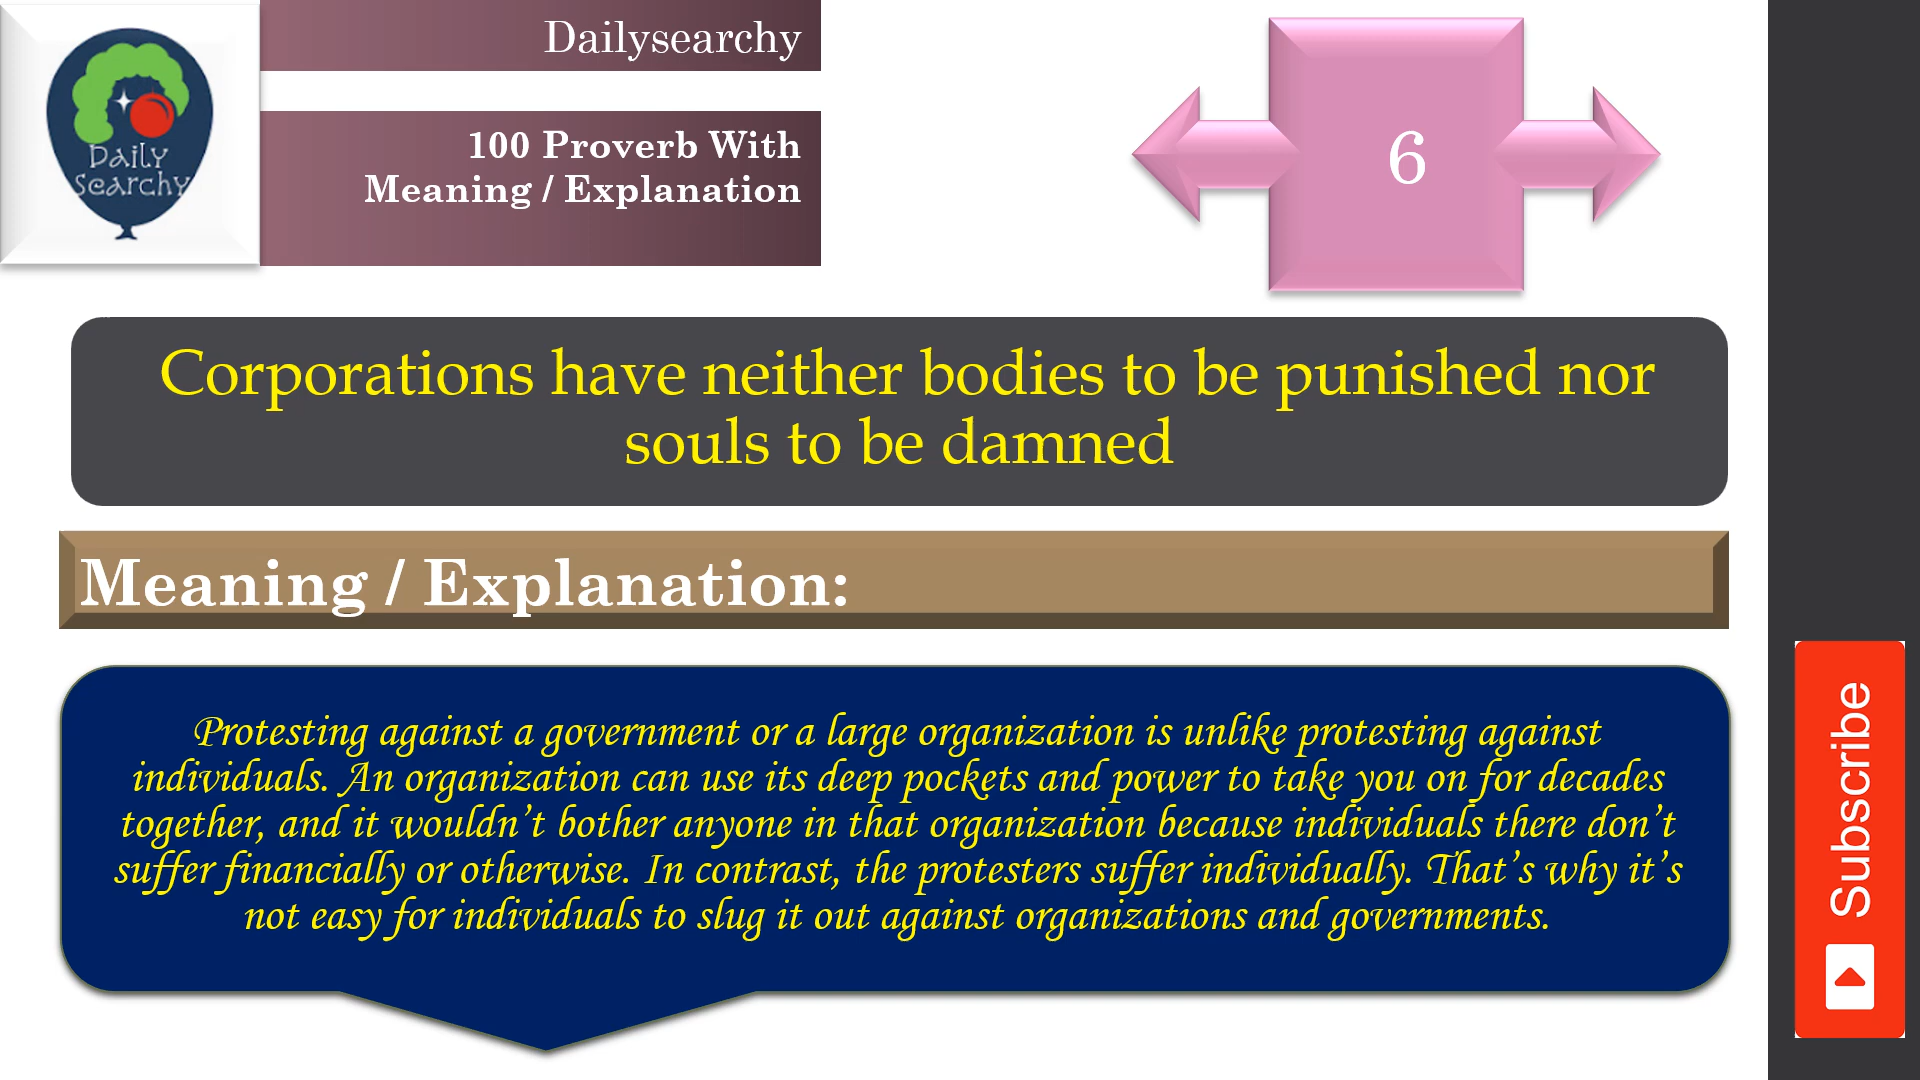 Daily
Searchy
Dailysearchy
100 Proverb With
Meaning / Explanation
6
Corporations have neither bodies to be punished nor
souls to be damned
Meaning / Explanation:
Protesting against a government or a large organization is unlike protesting against
individuals. An organization can use its deep pockets and power to take you on for decades
together, and it wouldn’t bother anyone in that organization because individuals there don’t
suffer financially or otherwise. In contrast, the protesters suffer individually. That’s why it’s
not easy for individuals to slug it out against organizations and governments.
Subscribe